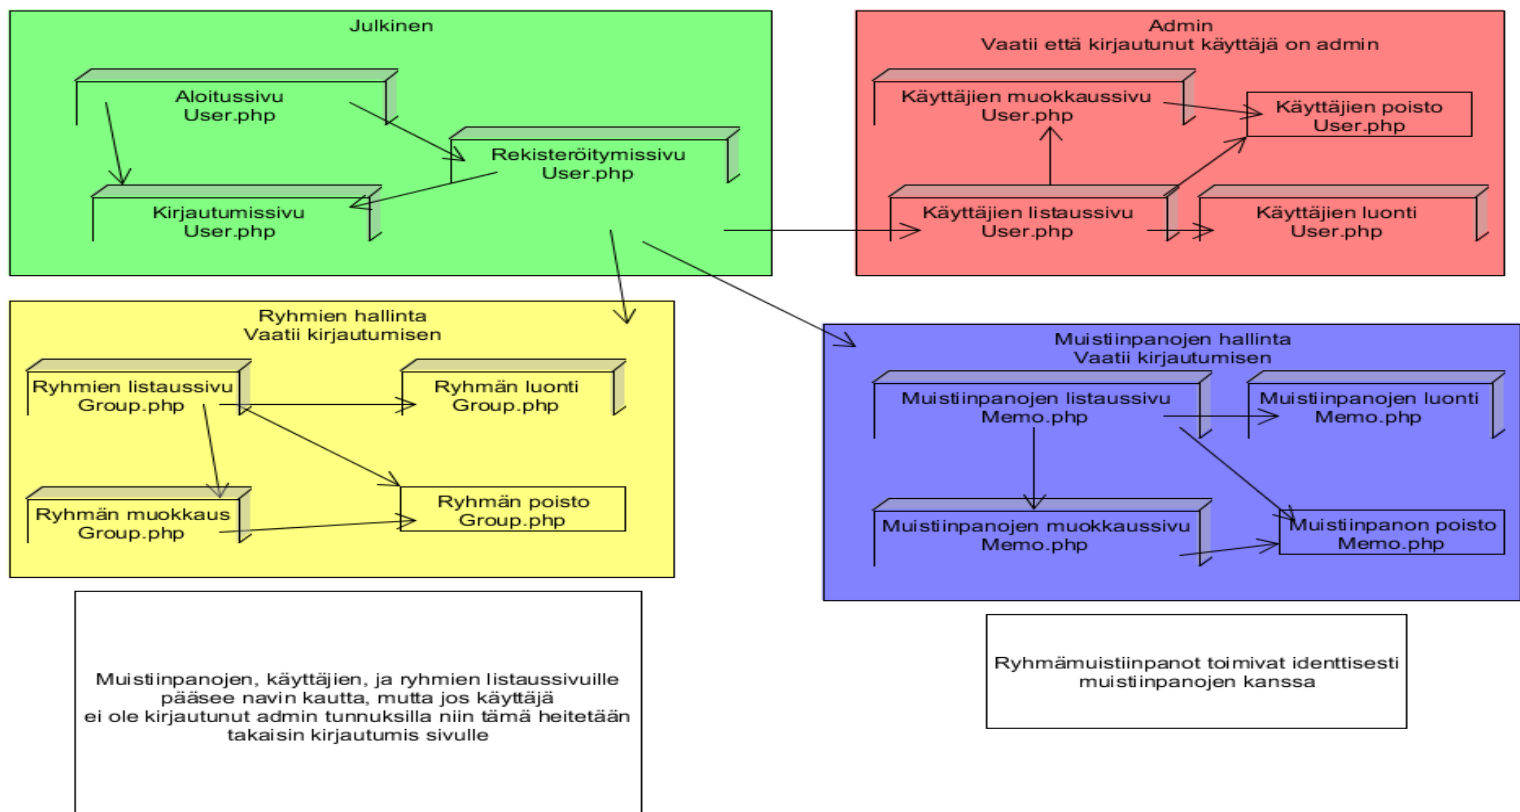 Julkinen
Aloitussivu
User.php
Rekisteröitymissivu
User.php
Kirjautumissivu
User.php
Admin
Vaatii että kirjautunut käyttäjä on admin
Käyttäjien muokkaussivu
User.php
Käyttäjien poisto
User.php
Käyttäjien listaussivu
User.php
Käyttäjien luonti
User.php
Ryhmien hallinta
Vaatii kirjautumisen
Ryhmien listaussivu
Group.php
Ryhmän luonti
Group.php
Ryhmän muokkaus
Group.php
Ryhmän poisto
Group.php
Muistiinpanojen hallinta
Vaatii kirjautumisen
Muistiinpanojen listaussivu
Memo.php
Muistiinpanojen luonti
Memo.php
Muistiinpanojen muokkaussivu
Memo.php
Muistiinpanon poisto
Memo.php
Muistiinpanojen, käyttäjien, ja ryhmien listaussivuille
pääsee navin kautta, mutta jos käyttäjä
ei ole kirjautunut admin tunnuksilla niin tämä heitetään
takaisin kirjautumis sivulle
Ryhmämuistiinpanot toimivat identtisesti
muistiinpanojen kanssa